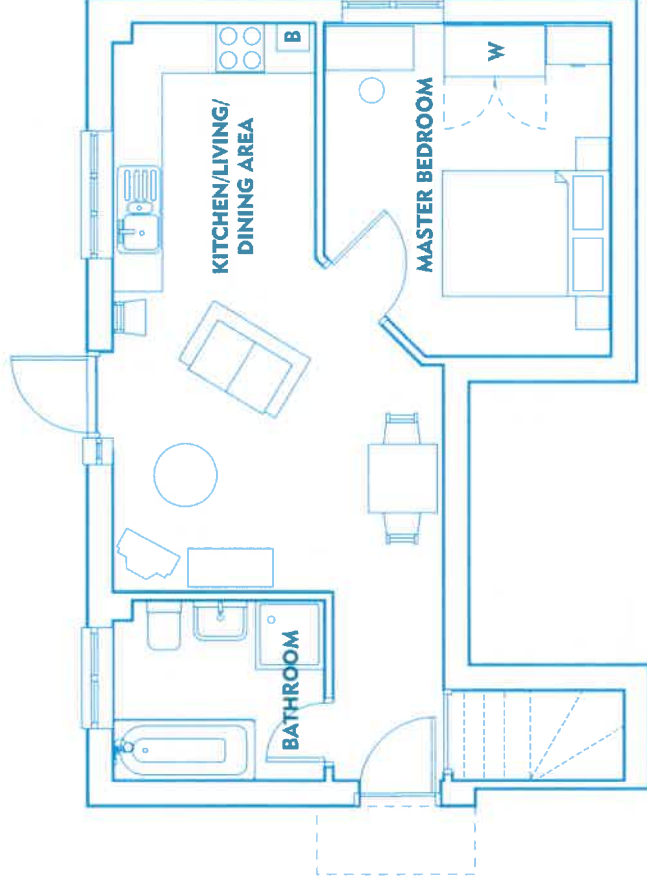 B
W
KITCHEN/LIVING/
DINING AREA
MASTER BEDROOM
BATHROOM